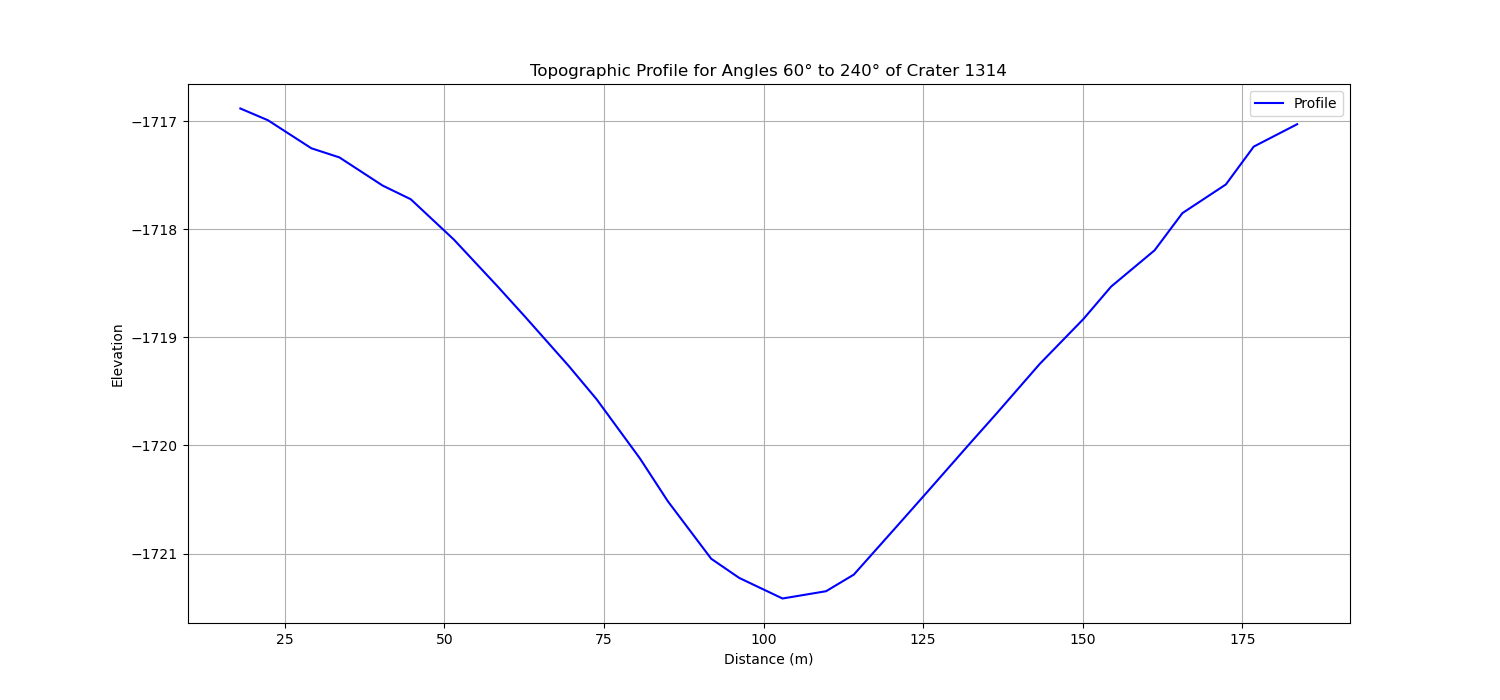 Topographic Profile for Angles 60° to 240° of Crater 1314
Profile
−1717
−1718
−1719
−1720
−1721
Elevation
25 50 75 100 125 150 175
Distance (m)